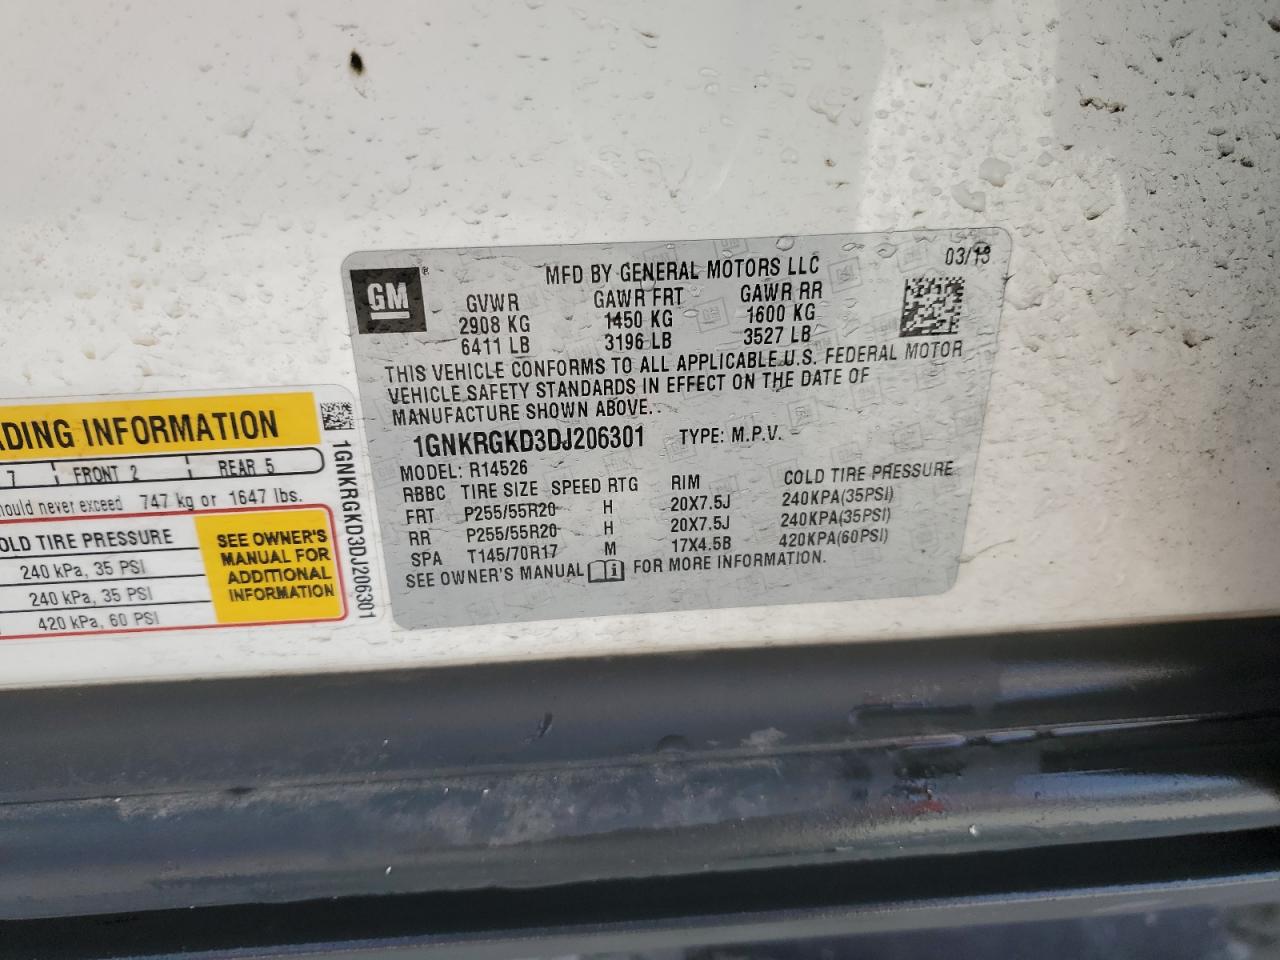 GM ®
MFD BY GENERAL MOTORS LLC
03/13
GVWR GAWR FRT GAWR RR
2908 KG 1450 KG 1600 KG
6411 LB 3196 LB 3527 LB
THIS VEHICLE CONFORMS TO ALL APPLICABLE U.S. FEDERAL MOTOR
VEHICLE SAFETY STANDARDS IN EFFECT ON THE DATE OF
MANUFACTURE SHOWN ABOVE.
1GNKRGKD3DJ206301 TYPE: M.P.V.
MODEL: R14526
RBBC TIRE SIZE SPEED RTG RIM COLD TIRE PRESSURE
FRT P255/55R20 H 20X7.5J 240KPA(35PSI)
RR P255/55R20 H 20X7.5J 240KPA(35PSI)
SPA T145/70R17 M 17X4.5B 420KPA(60PSI)
SEE OWNER'S MANUAL FOR MORE INFORMATION.
ADING INFORMATION
7 FRONT 2 REAR 5
hould never exceed 747 kg or 1647 lbs.
OLD TIRE PRESSURE
240 kPa, 35 PSI
240 kPa, 35 PSI
420 kPa, 60 PSI
SEE OWNER'S
MANUAL FOR
ADDITIONAL
INFORMATION
1GNKRGKD3DJ206301